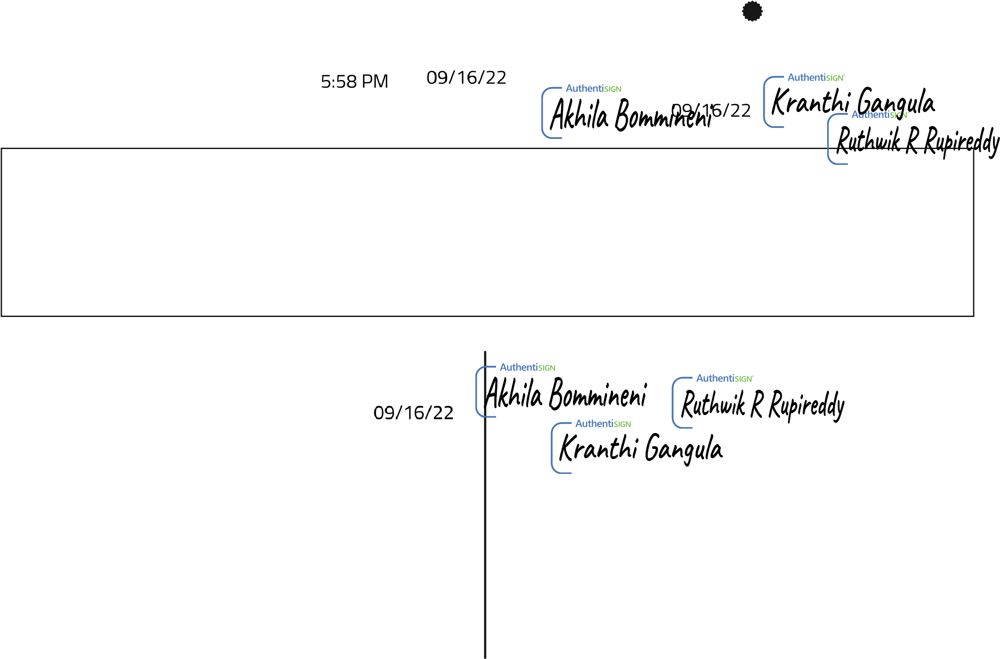 5:58 PM 09/16/22
AuthentiSIGN AuthentiSIGN®
Akhila Bommineni 09/16/22 Kranthi Gangula
AuthentiSIGN®
Ruthwik R Rupireddy
AuthentiSIGN AuthentiSIGN®
Akhila Bommineni Ruthwik R Rupireddy
09/16/22
AuthentiSIGN
Kranthi Gangula